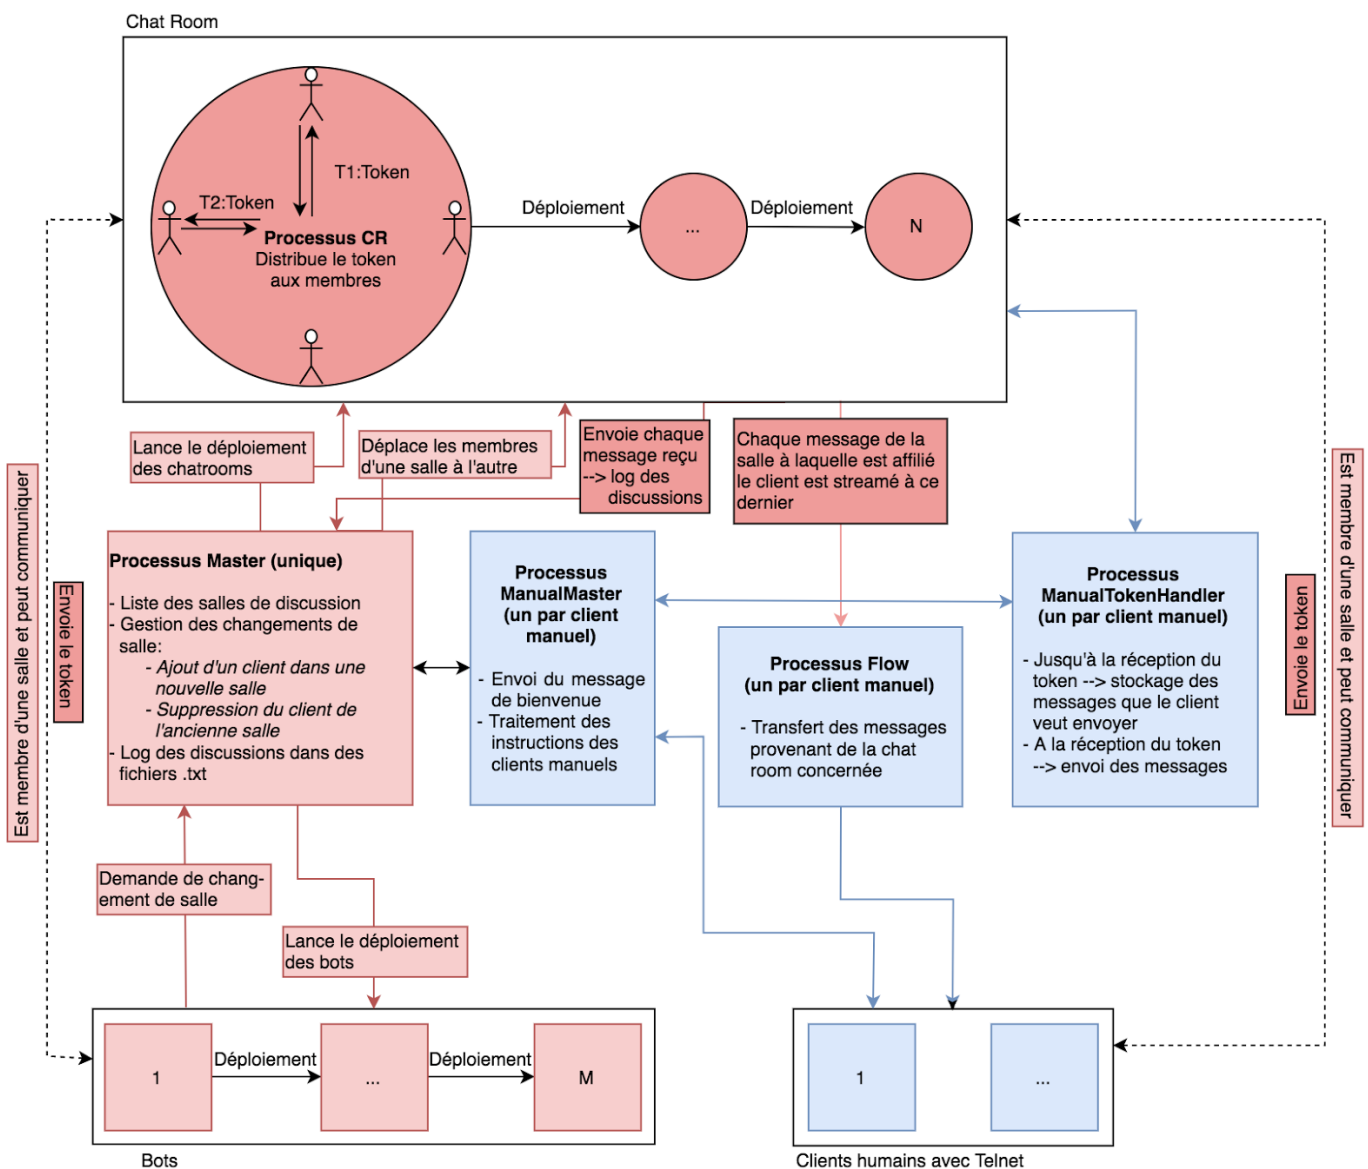 Chat Room
T1:Token
T2:Token
Processus CR
Distribue le token
aux membres
Déploiement
...
Déploiement
N
Lance le déploiement
des chatrooms
Déplace les membres
d'une salle à l'autre
Envoie chaque
message reçu
--> log des
discussions
Chaque message de la
salle à laquelle est affilié
le client est streamé à ce
dernier
Est membre d'une salle et peut communiquer
Envoie le token
Processus Master (unique)
- Liste des salles de discussion
- Gestion des changements de
salle:
- Ajout d'un client dans une
nouvelle salle
- Suppression du client de
l'ancienne salle
- Log des discussions dans des
fichiers .txt
Processus
ManualMaster
(un par client
manuel)
- Envoi du message
de bienvenue
- Traitement des
instructions des
clients manuels
Processus Flow
(un par client manuel)
- Transfert des messages
provenant de la chat
room concernée
Processus
ManualTokenHandler
(un par client manuel)
- Jusqu'à la réception du
token --> stockage des
messages que le client
veut envoyer
- A la réception du token
--> envoi des messages
Envoie le token
Est membre d'une salle et peut communiquer
Demande de chang-
ement de salle
Lance le déploiement
des bots
1
Déploiement
...
Déploiement
M
Bots
1
...
Clients humains avec Telnet